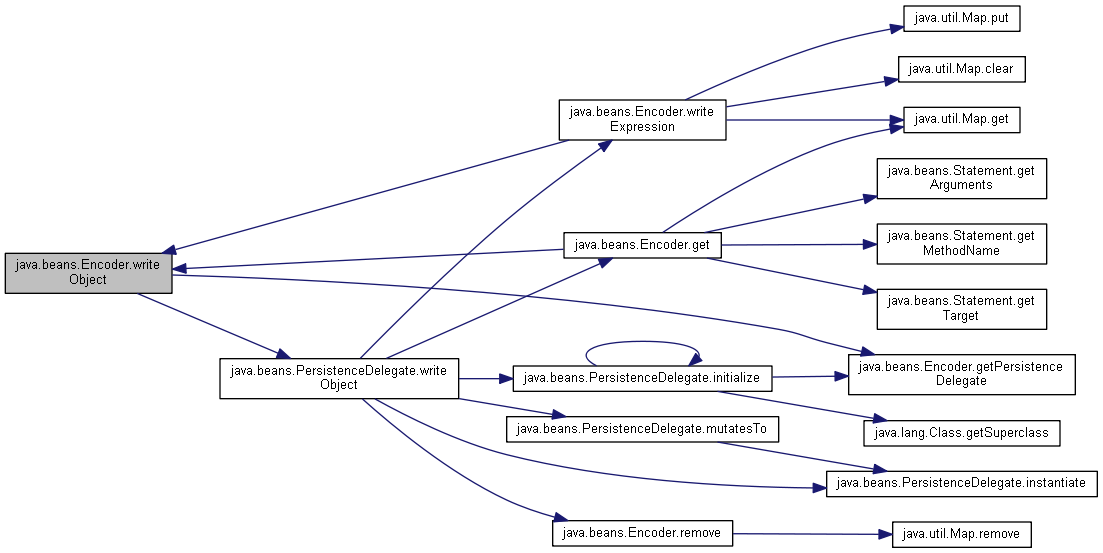 java.util.Map.put
java.util.Map.clear
java.beans.Encoder.write
Expression
java.util.Map.get
java.beans.Statement.get
Arguments
java.beans.Encoder.get
java.beans.Statement.get
MethodName
java.beans.Encoder.write
Object
java.beans.Statement.get
Target
java.beans.PersistenceDelegate.write
Object
java.beans.PersistenceDelegate.initialize
java.beans.Encoder.getPersistence
Delegate
java.beans.PersistenceDelegate.mutatesTo
java.lang.Class.getSuperclass
java.beans.PersistenceDelegate.instantiate
java.beans.Encoder.remove
java.util.Map.remove